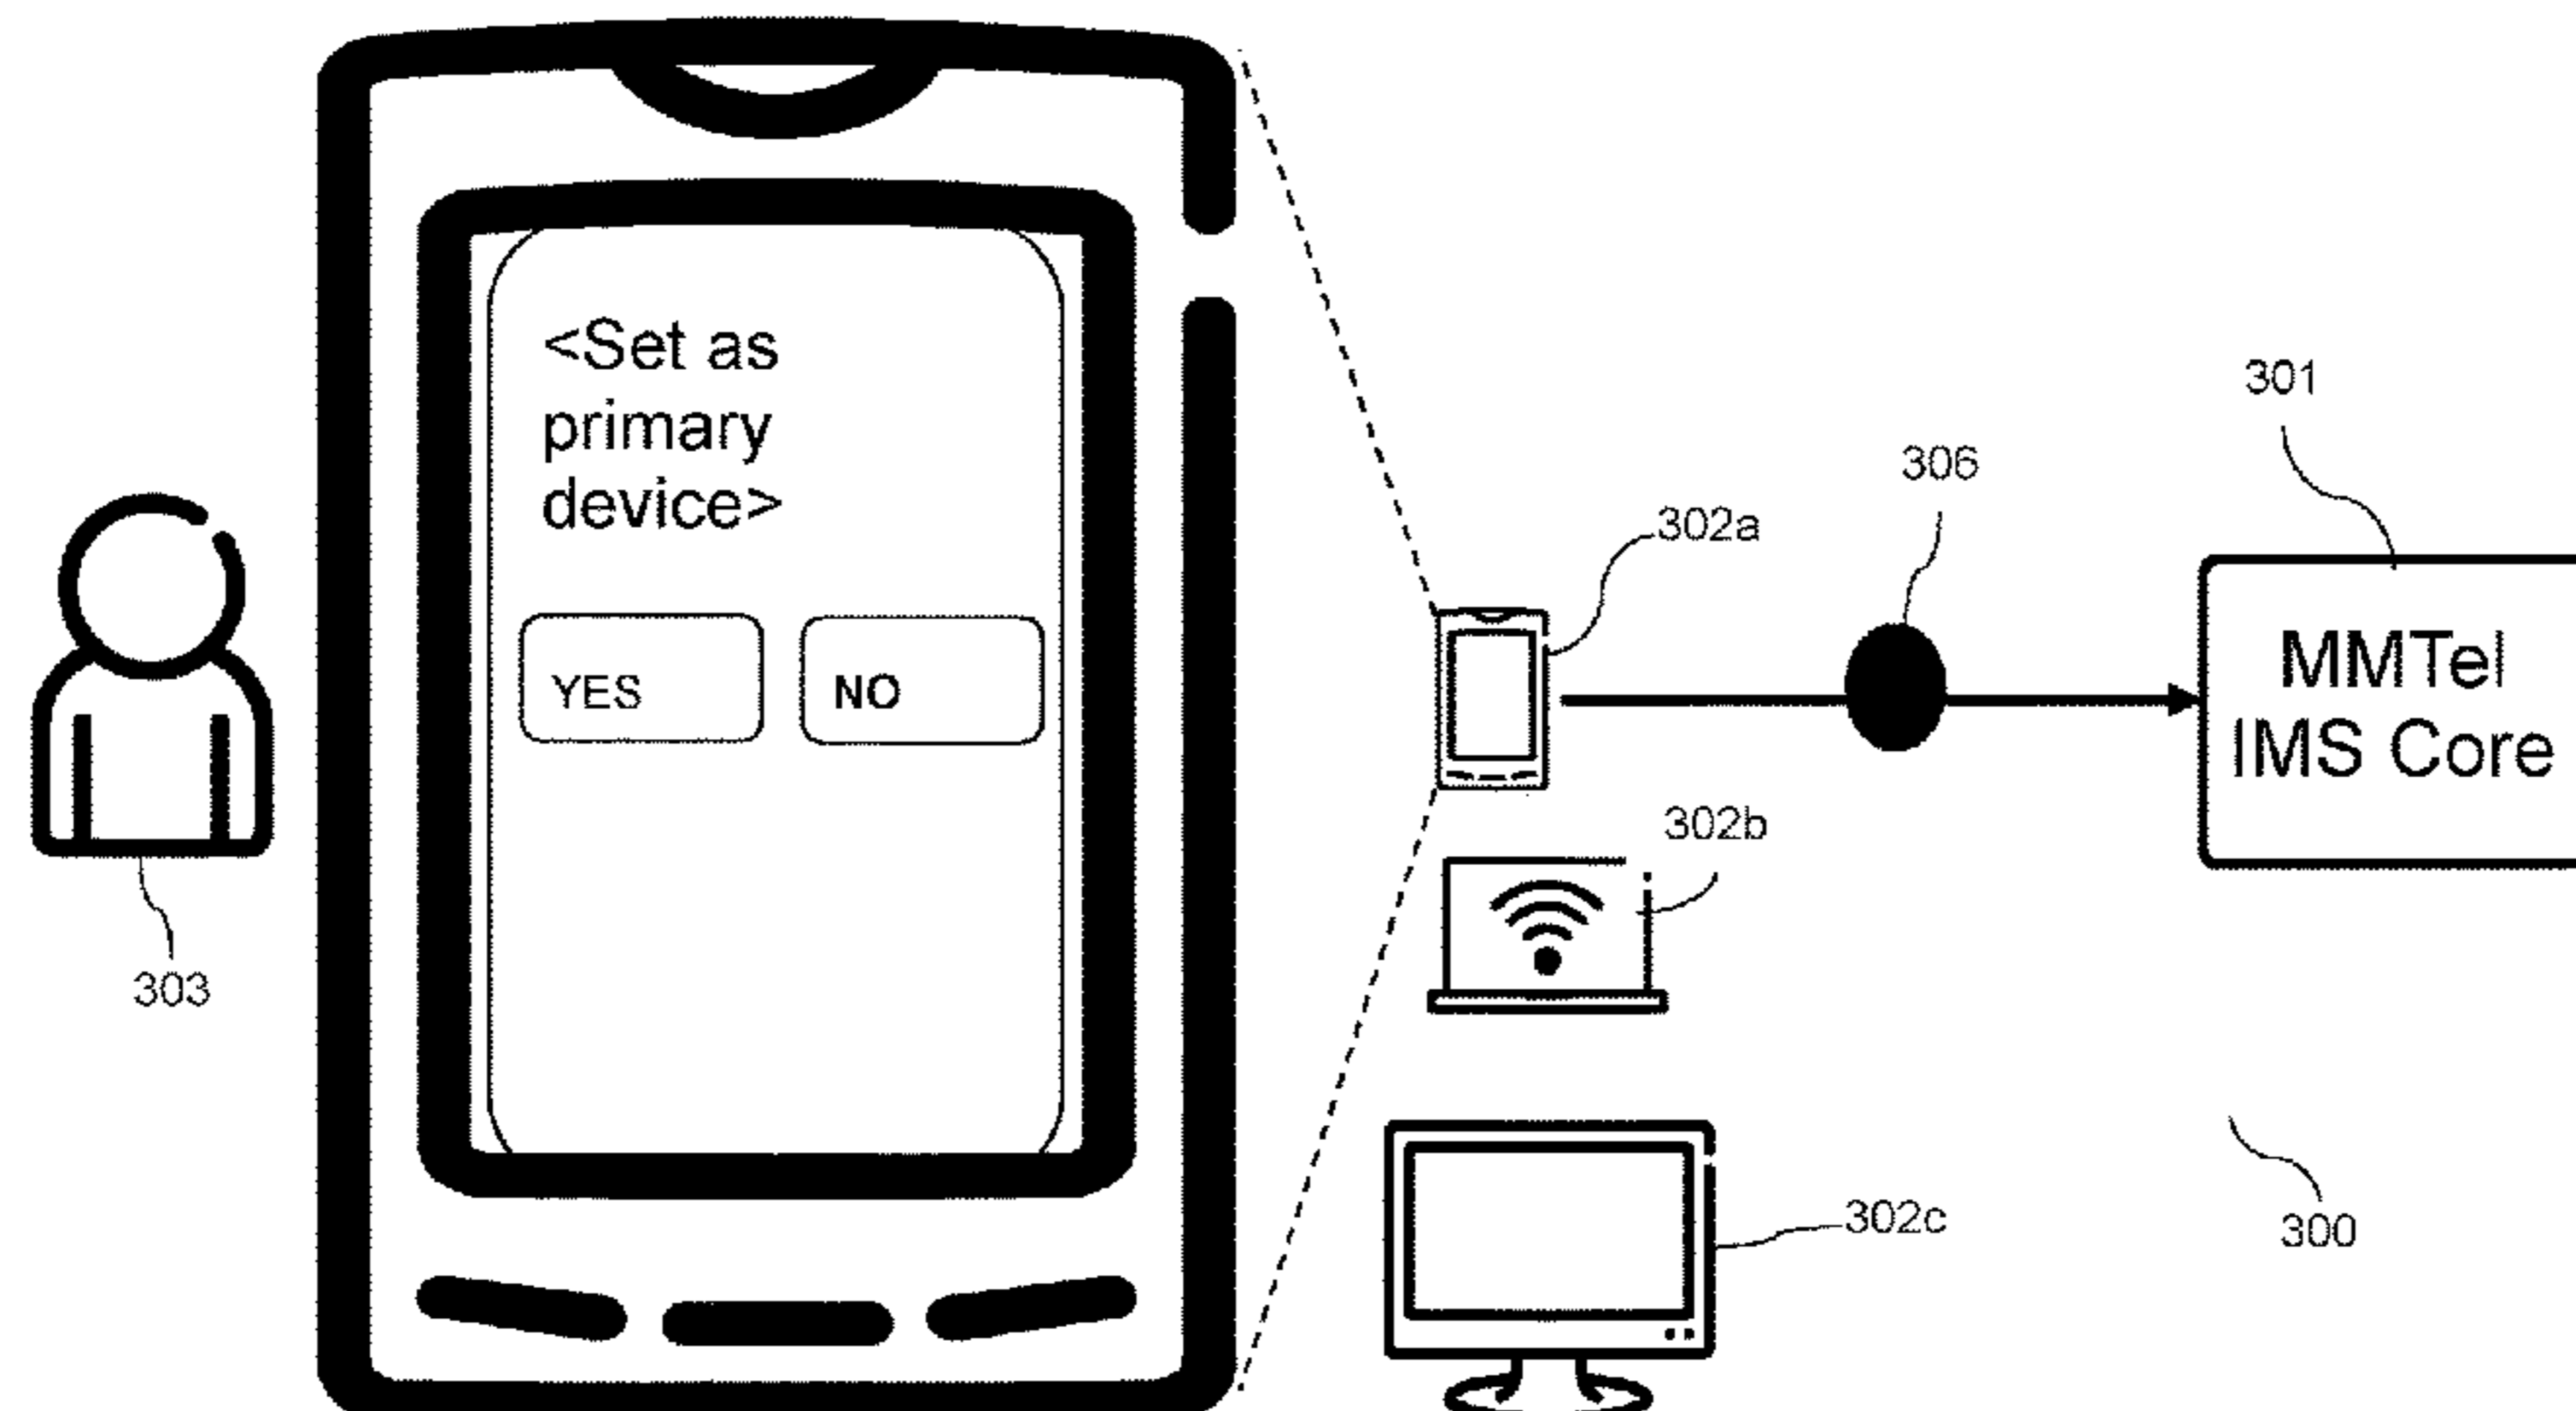 <Set as
primary
device>
YES
NO
303
302a
302b
302c
306
301
MMTel
IMS Core
300